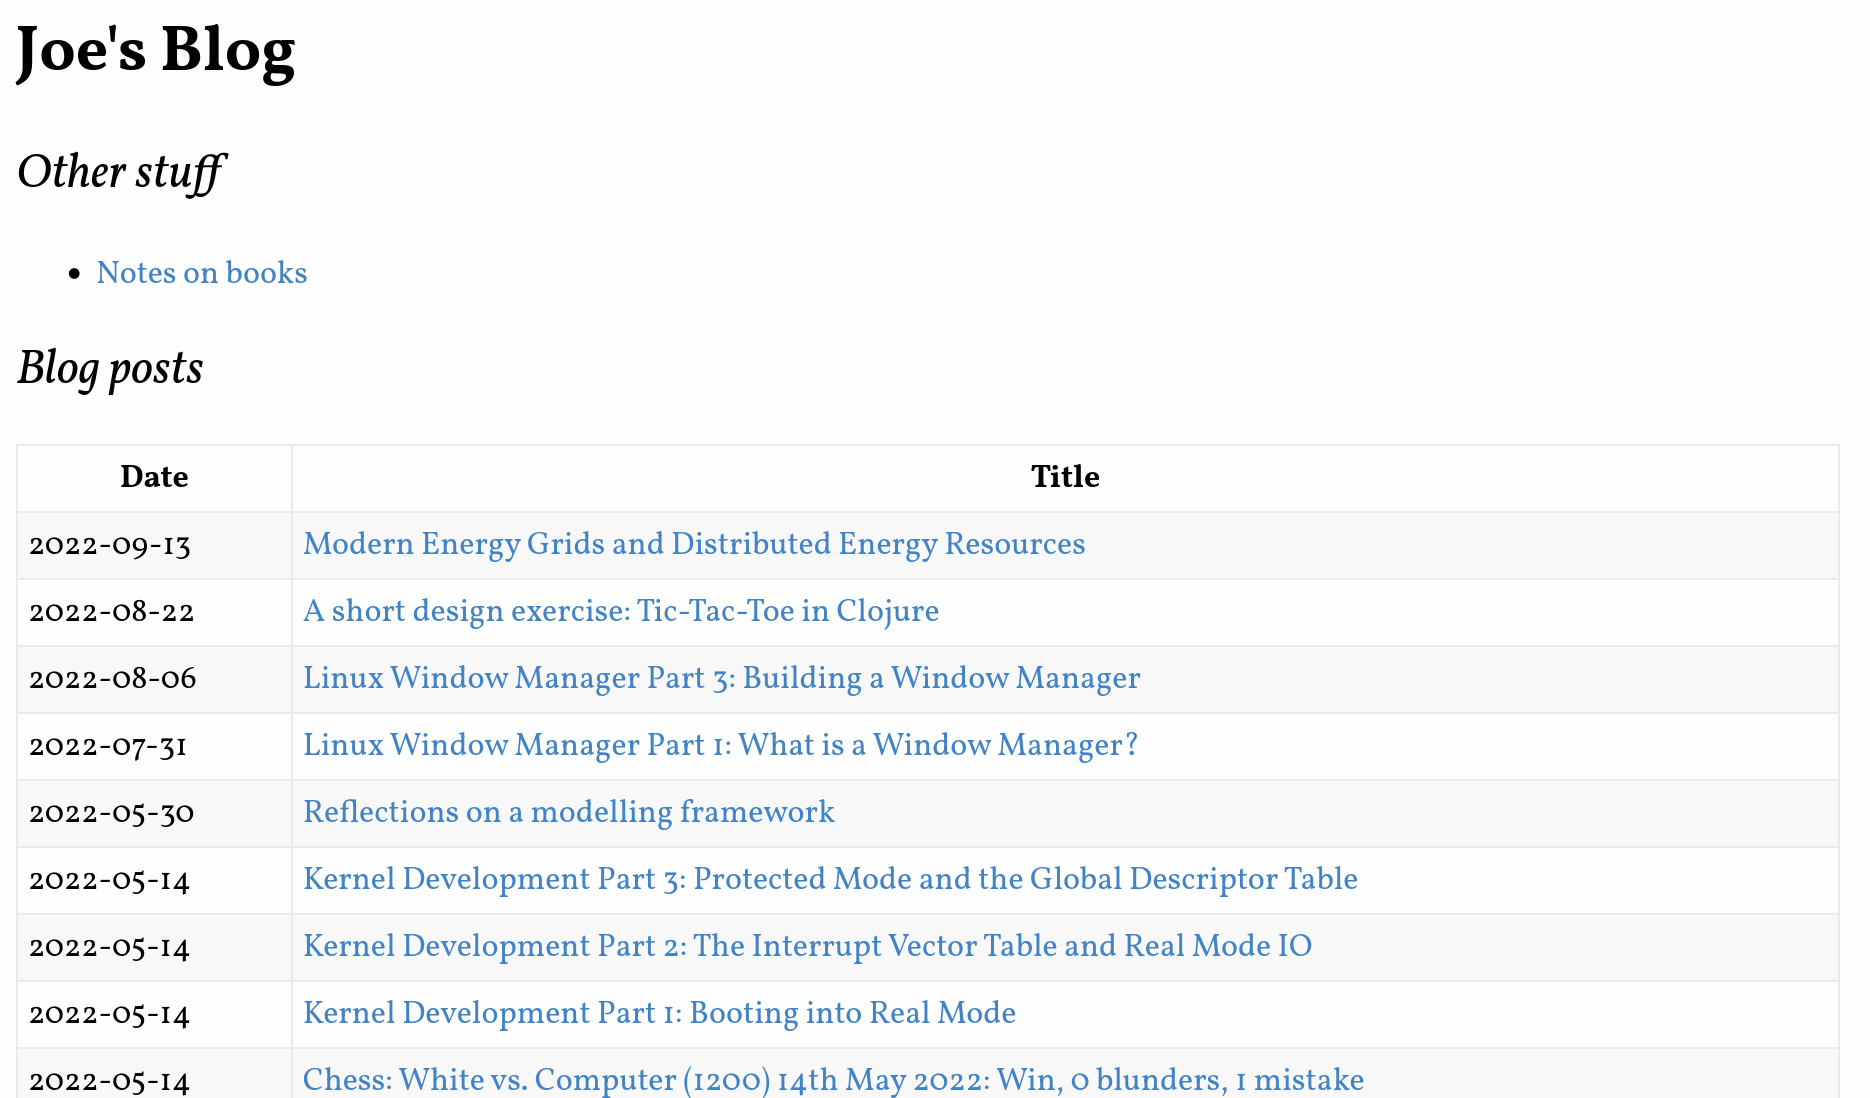 Joe's Blog
Other stuff
Notes on books
Blog posts
Date Title
2022-09-13 Modern Energy Grids and Distributed Energy Resources
2022-08-22 A short design exercise: Tic-Tac-Toe in Clojure
2022-08-06 Linux Window Manager Part 3: Building a Window Manager
2022-07-31 Linux Window Manager Part 1: What is a Window Manager?
2022-05-30 Reflections on a modelling framework
2022-05-14 Kernel Development Part 3: Protected Mode and the Global Descriptor Table
2022-05-14 Kernel Development Part 2: The Interrupt Vector Table and Real Mode IO
2022-05-14 Kernel Development Part 1: Booting into Real Mode
2022-05-14 Chess: White vs. Computer (1200) 14th May 2022: Win, 0 blunders, 1 mistake